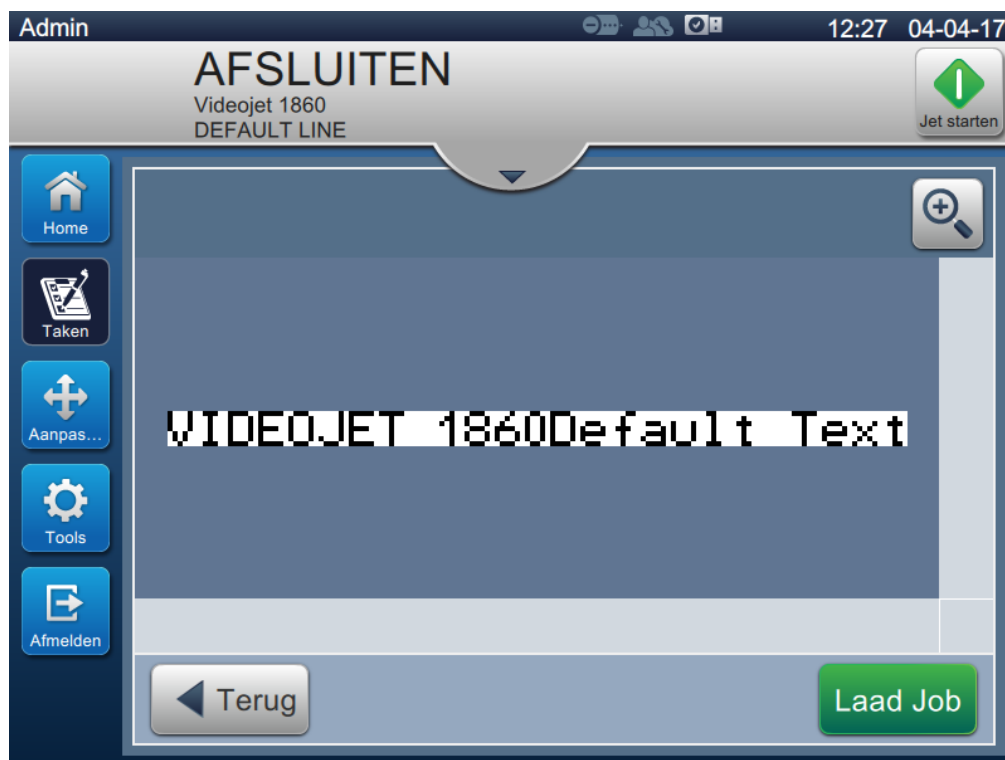 Admin 12:27 04-04-17
AFSLUITEN
Videojet 1860
DEFAULT LINE
Jet starten
Home
Taken
Aanpas...
Tools
Afmelden
VIDEOJET 1860Default Text
Terug
Laad Job